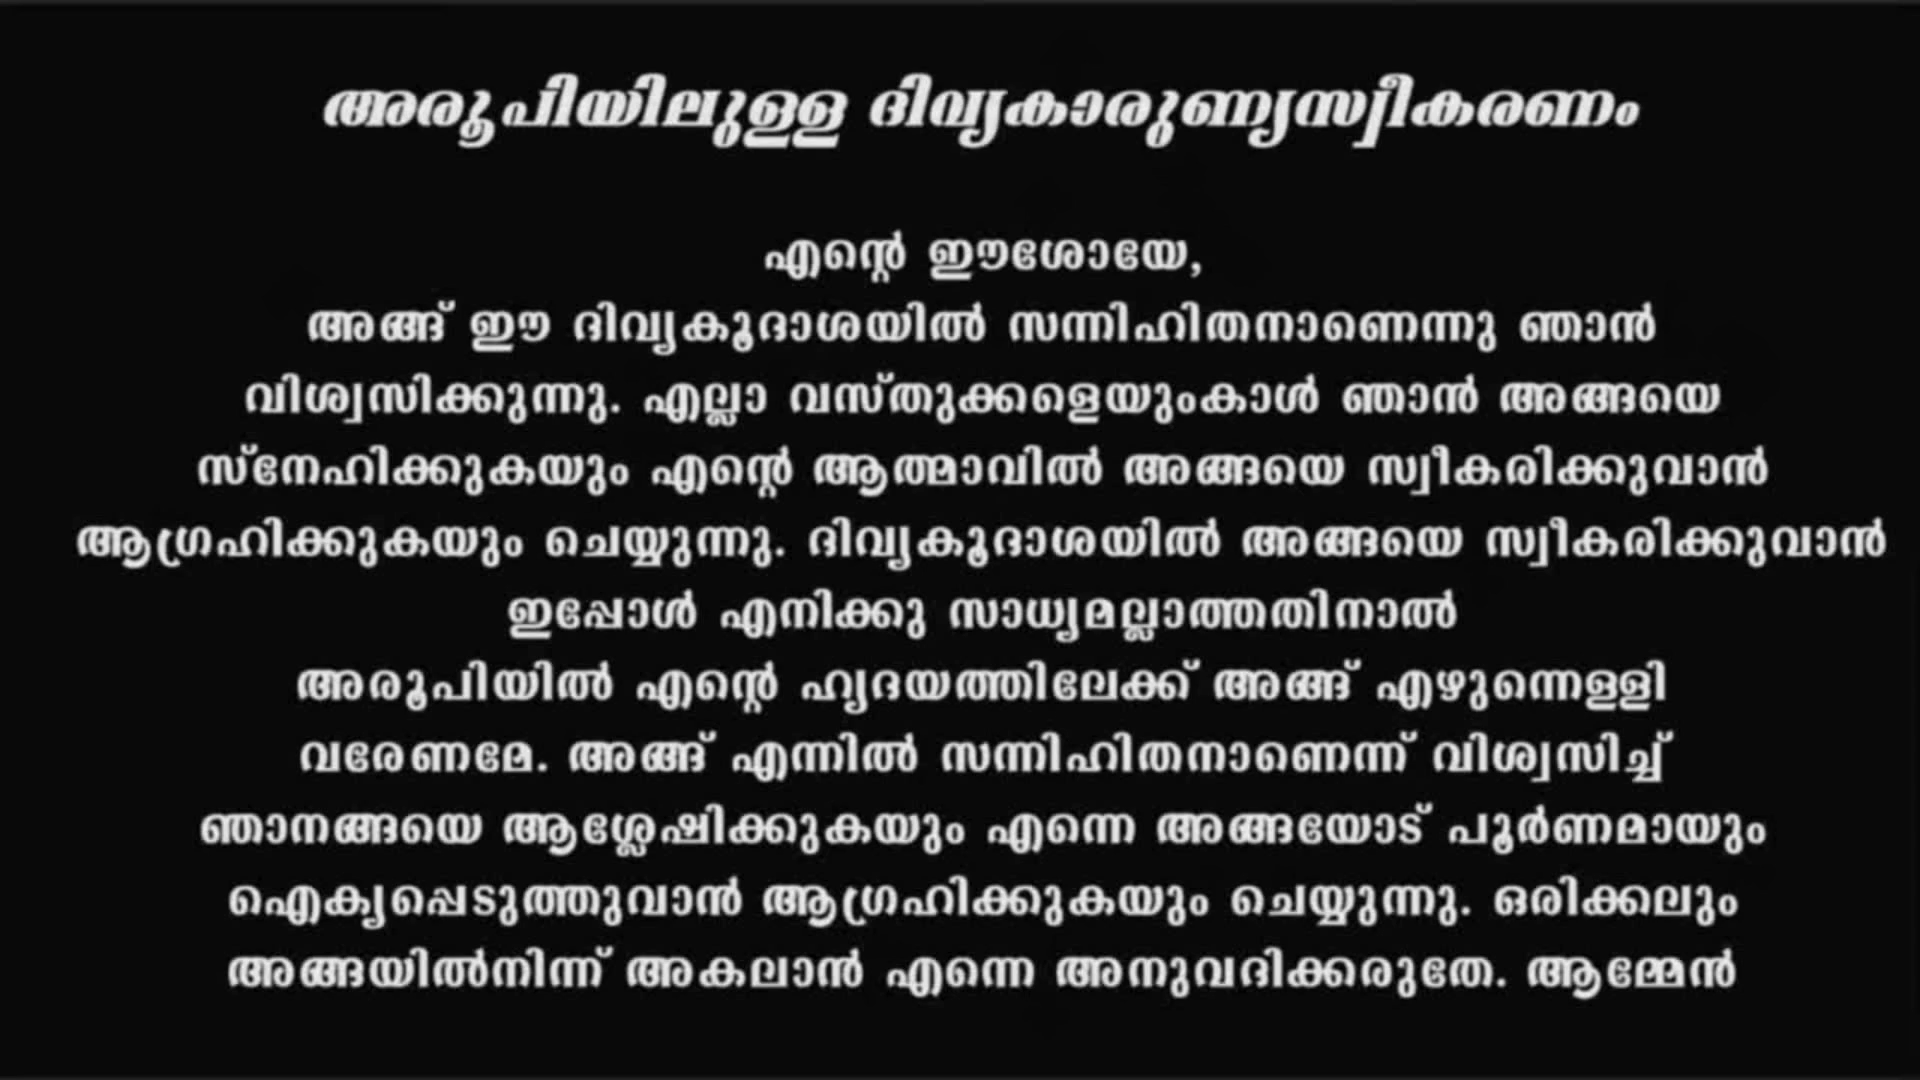 അരൂപിയിലുള്ള ദിവ്യകാരുണ്യസ്വീകരണം
എന്റെ ഈശോയേ,
അങ്ങ് ഈ ദിവ്യകൂദാശയിൽ സന്നിഹിതനാണെന്നു ഞാൻ
വിശ്വസിക്കുന്നു. എല്ലാ വസ്തുക്കളെയുംകാൾ ഞാൻ അങ്ങയെ
സ്നേഹിക്കുകയും എന്റെ ആത്മാവിൽ അങ്ങയെ സ്വീകരിക്കുവാൻ
ആഗ്രഹിക്കുകയും ചെയ്യുന്നു. ദിവ്യകൂദാശയിൽ അങ്ങയെ സ്വീകരിക്കുവാൻ
ഇപ്പോൾ എനിക്കു സാധ്യമല്ലാത്തതിനാൽ
അരൂപിയിൽ എന്റെ ഹൃദയത്തിലേക്ക് അങ്ങ് എഴുന്നെള്ളി
വരേണമേ. അങ്ങ് എന്നിൽ സന്നിഹിതനാണെന്ന് വിശ്വസിച്ച്
ഞാനങ്ങയെ ആശ്ലേഷിക്കുകയും എന്നെ അങ്ങയോട് പൂർണമായും
ഐക്യപ്പെടുത്തുവാൻ ആഗ്രഹിക്കുകയും ചെയ്യുന്നു. ഒരിക്കലും
അങ്ങയിൽനിന്ന് അകലാൻ എന്നെ അനുവദിക്കരുതേ. ആമ്മേൻ